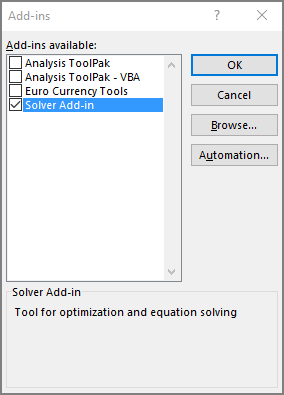 Add-ins
?
Add-ins available:
Analysis ToolPak
Analysis ToolPak - VBA
Euro Currency Tools
Solver Add-in
OK
Cancel
Browse...
Automation...
Solver Add-in
Tool for optimization and equation solving